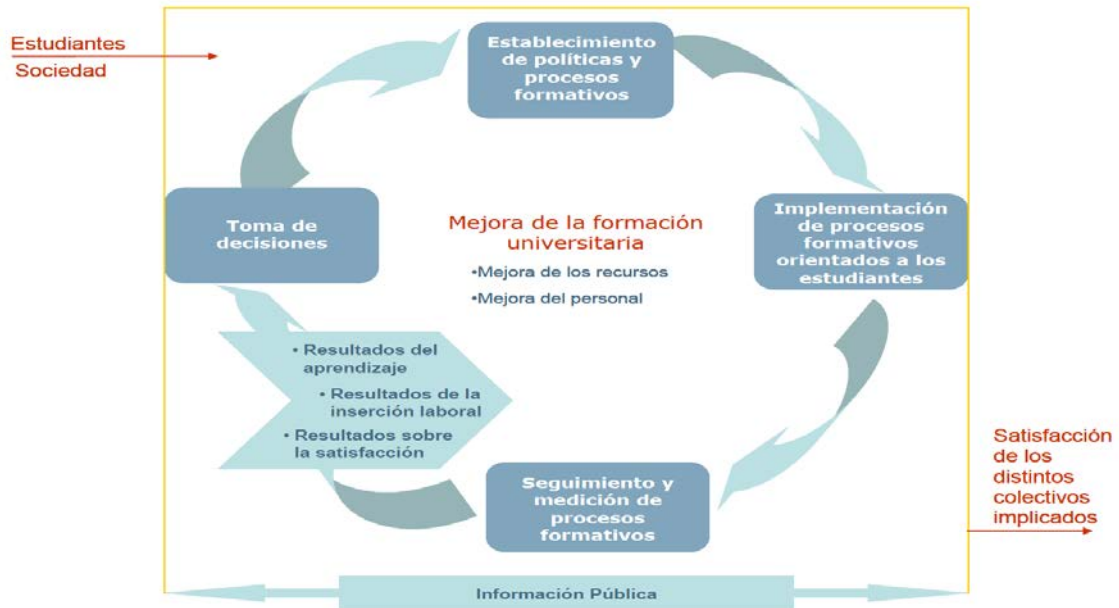 Estudiantes
Sociedad
Establecimiento
de políticas y
procesos
formativos
Toma de
decisiones
Mejora de la formación
universitaria
•Mejora de los recursos
•Mejora del personal
Implementación
de procesos
formativos
orientados a los
estudiantes
• Resultados del
aprendizaje
• Resultados de la
inserción laboral
• Resultados sobre
la satisfacción
Seguimiento y
medición de
procesos
formativos
Satisfacción
de los
distintos
colectivos
implicados
Información Pública